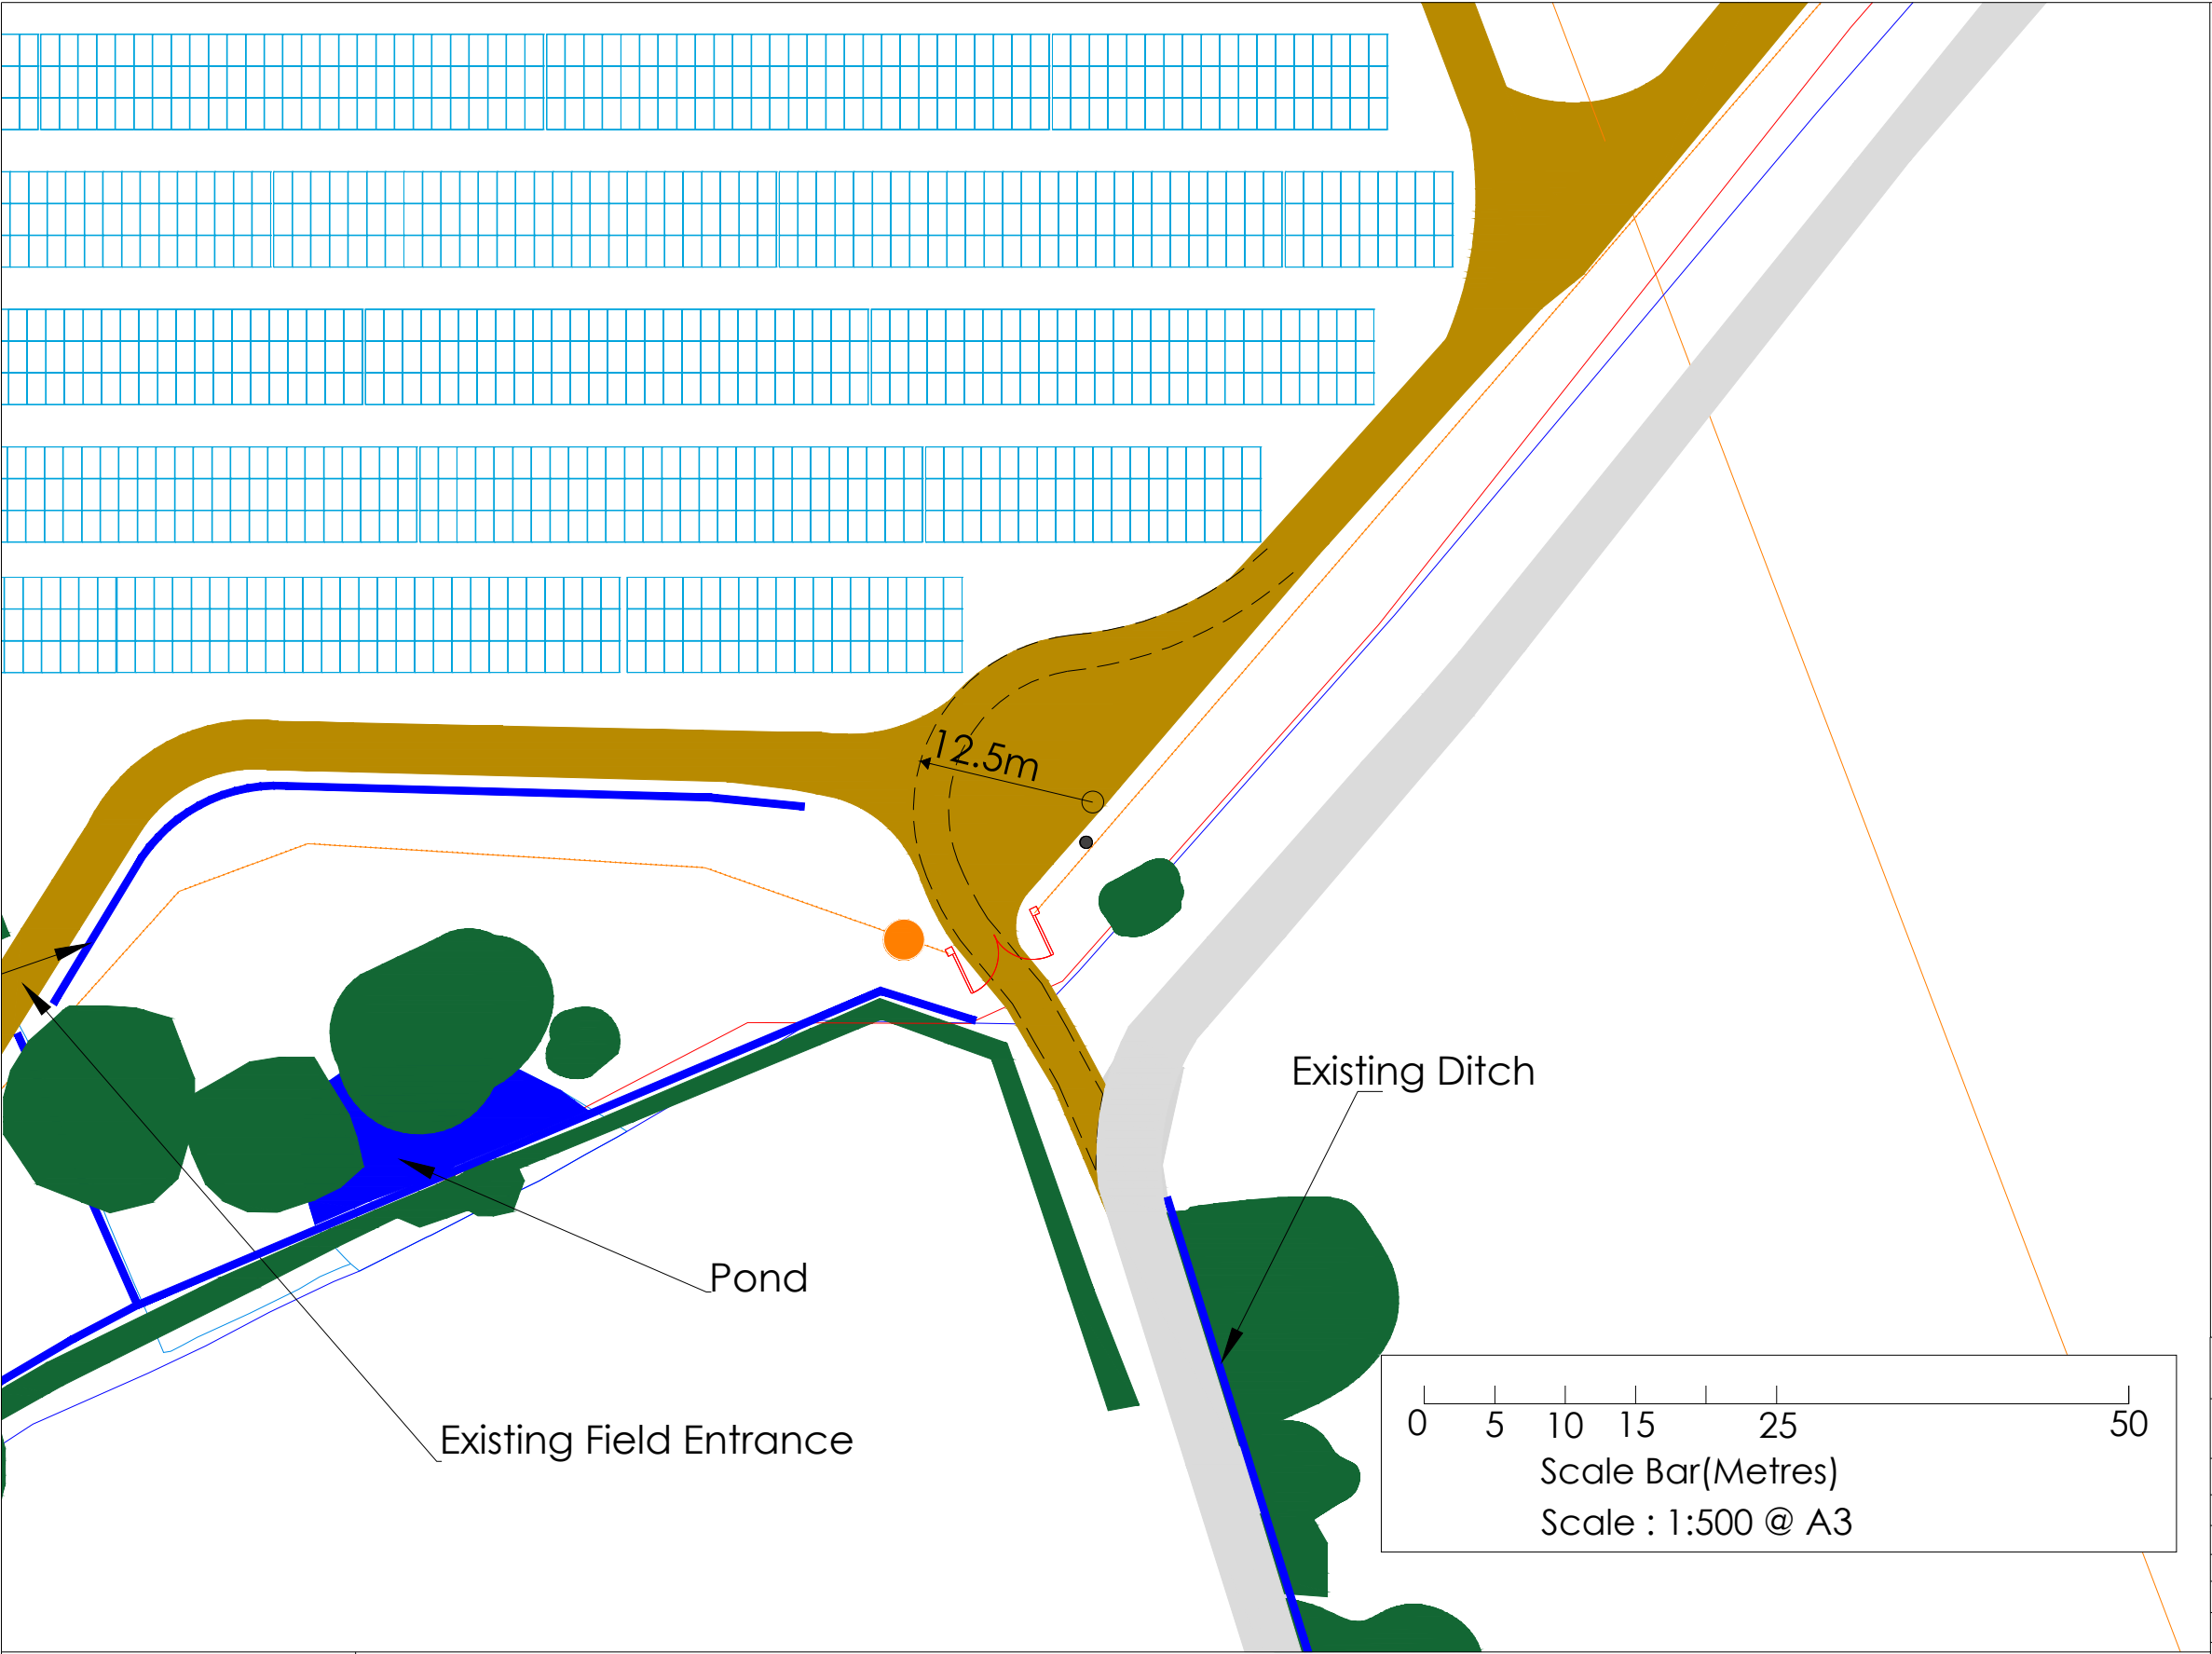 12.5m
Existing Ditch
Pond
Existing Field Entrance
0 5 10 15 25 50
Scale Bar(Metres)
Scale : 1:500 @ A3